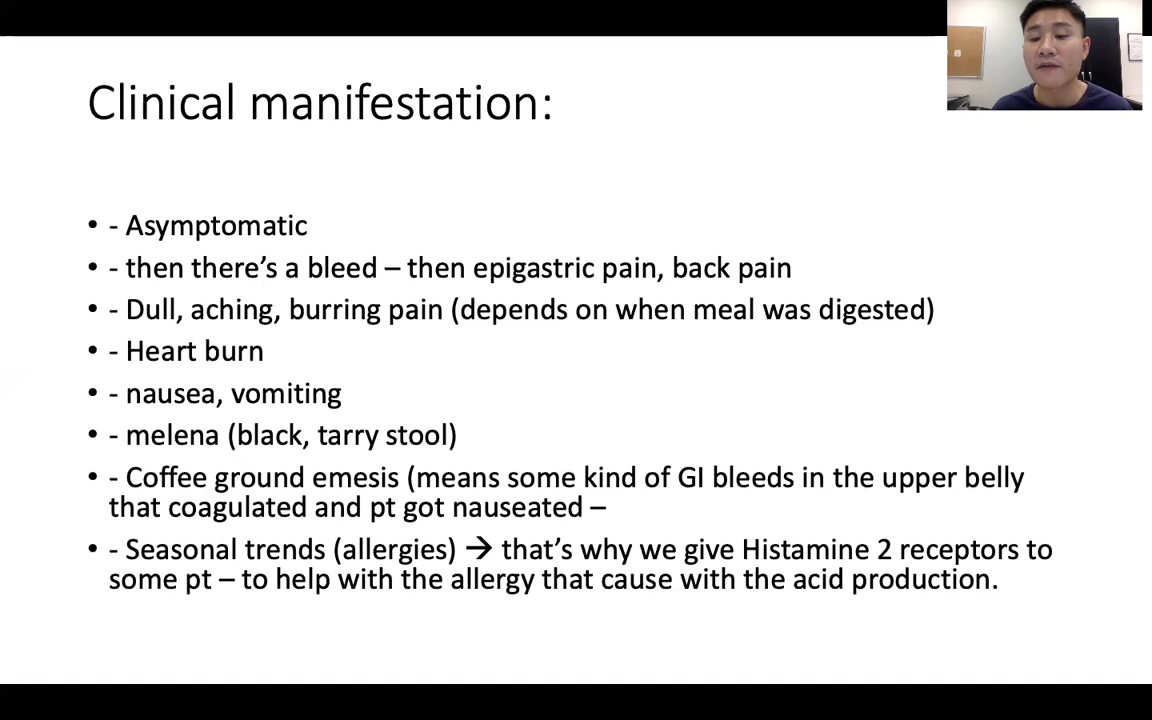 Clinical manifestation:
• - Asymptomatic
• - then there’s a bleed – then epigastric pain, back pain
• - Dull, aching, burring pain (depends on when meal was digested)
• - Heart burn
• - nausea, vomiting
• - melena (black, tarry stool)
• - Coffee ground emesis (means some kind of GI bleeds in the upper belly
that coagulated and pt got nauseated –
• - Seasonal trends (allergies) → that’s why we give Histamine 2 receptors to
some pt – to help with the allergy that cause with the acid production.